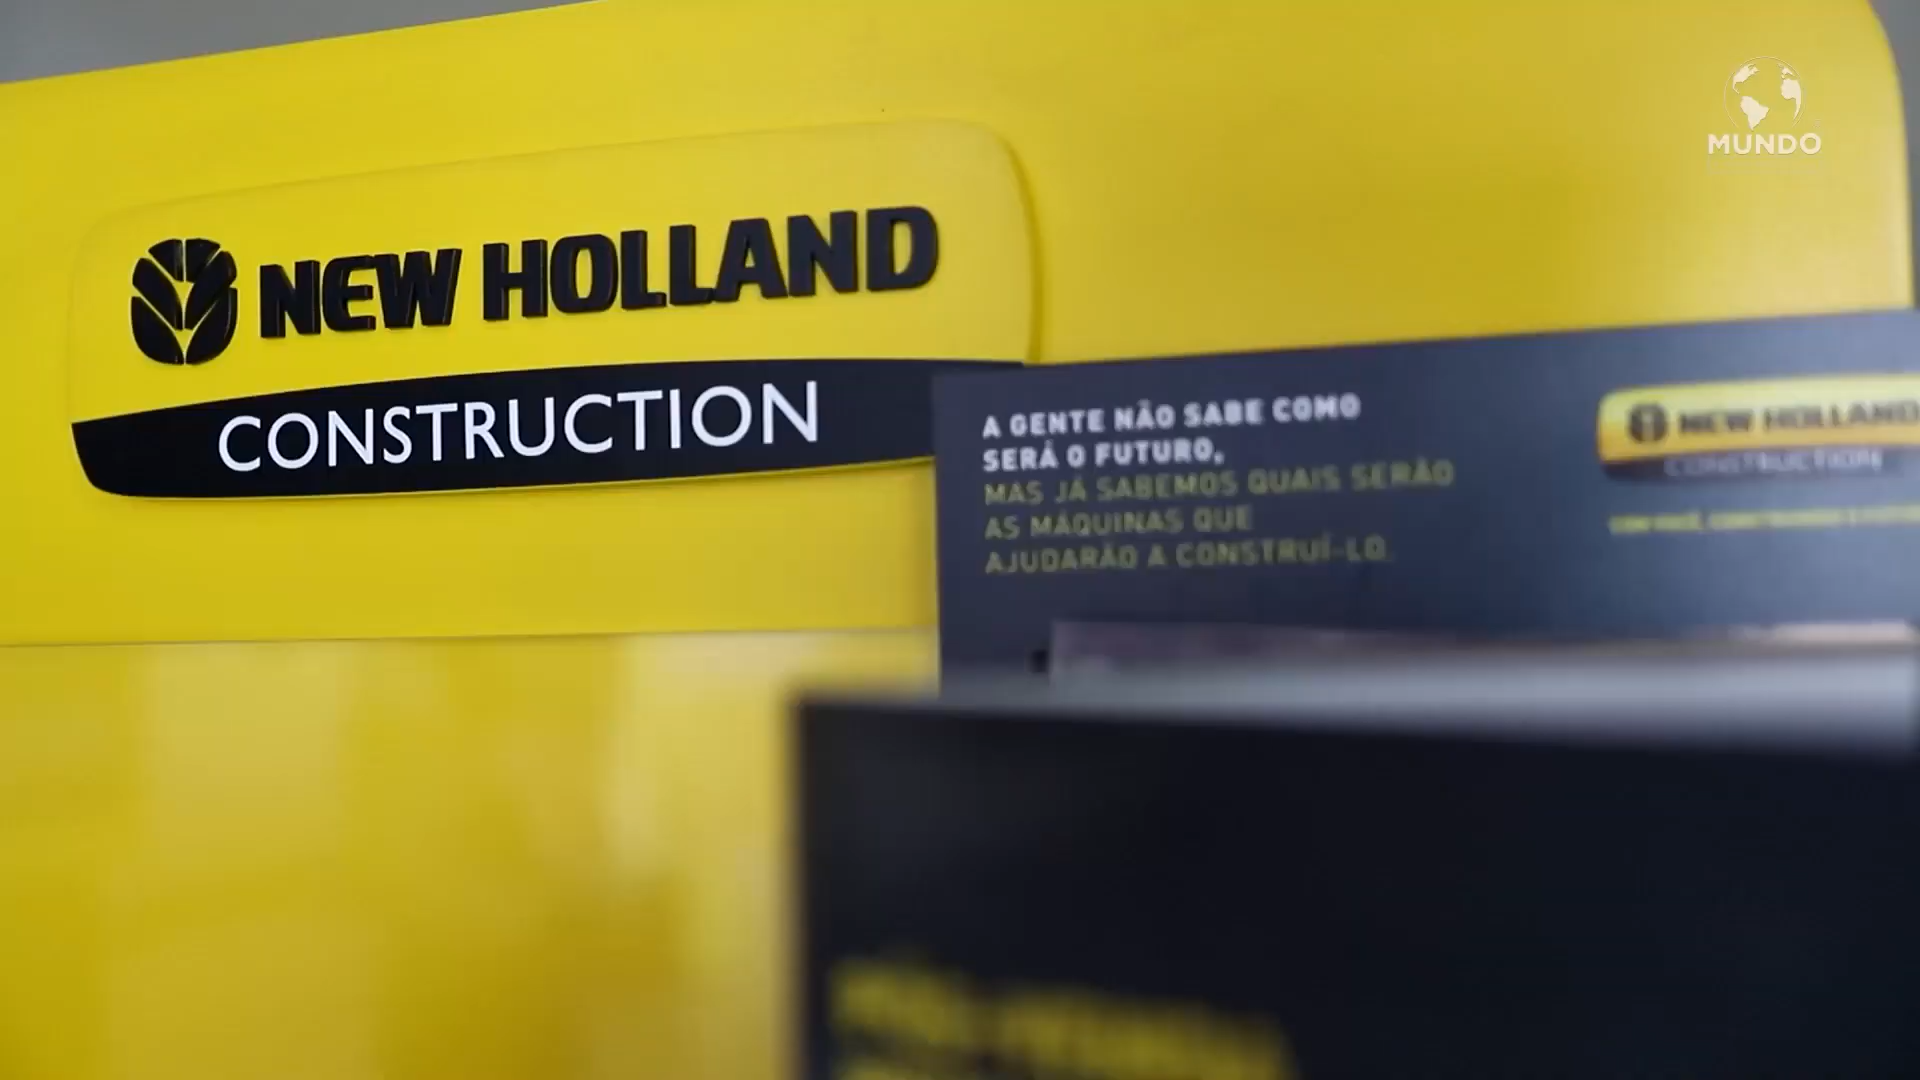 MUNDO
NEW HOLLAND
CONSTRUCTION
A GENTE NÃO SABE COMO
SERÁ O FUTURO,
MAS JÁ SABEMOS QUAIS SERÃO
AS MÁQUINAS QUE
AJUDARÃO A CONSTRUÍ-LO.
NEW HOLLAND
CONSTRUCTION